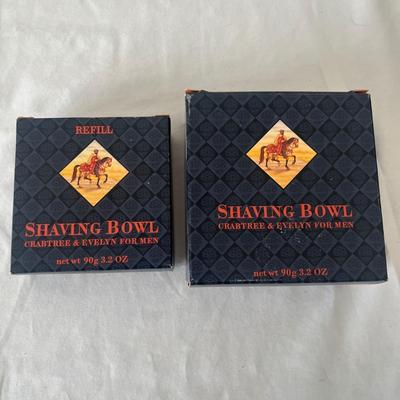 REFILL
SHAVING BOWL
CRABTREE & EVELYN FOR MEN
net wt 90g 3.2 OZ
SHAVING BOWL
CRABTREE & EVELYN FOR MEN
net wt 90g 3.2 OZ